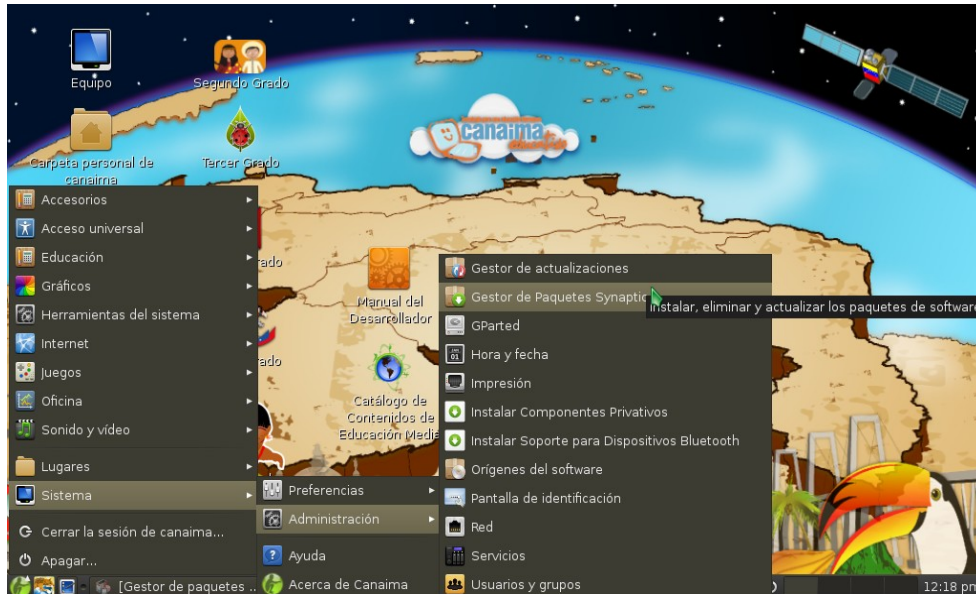 Equipo
Segundo Grado
Carpeta personal de
canaima
Tercer Grado
canaima
educativo
Accesorios
Acceso universal
Educación
Gráficos
Herramientas del sistema
Internet
Juegos
Oficina
Sonido y vídeo
Lugares
Sistema
Cerrar la sesión de canaima...
Apagar...
ado
Manual del
Desarrollador
ado
Catálogo de
Contenidos de
Educación Media
Preferencias
Administración
Ayuda
Acerca de Canaima
Gestor de actualizaciones
Gestor de Paquetes Synaptic
Instalar, eliminar y actualizar los paquetes de software
GParted
Hora y fecha
Impresión
Instalar Componentes Privativos
Instalar Soporte para Dispositivos Bluetooth
Orígenes del software
Pantalla de identificación
Red
Servicios
Usuarios y grupos
[Gestor de paquetes ..
12:18 pm